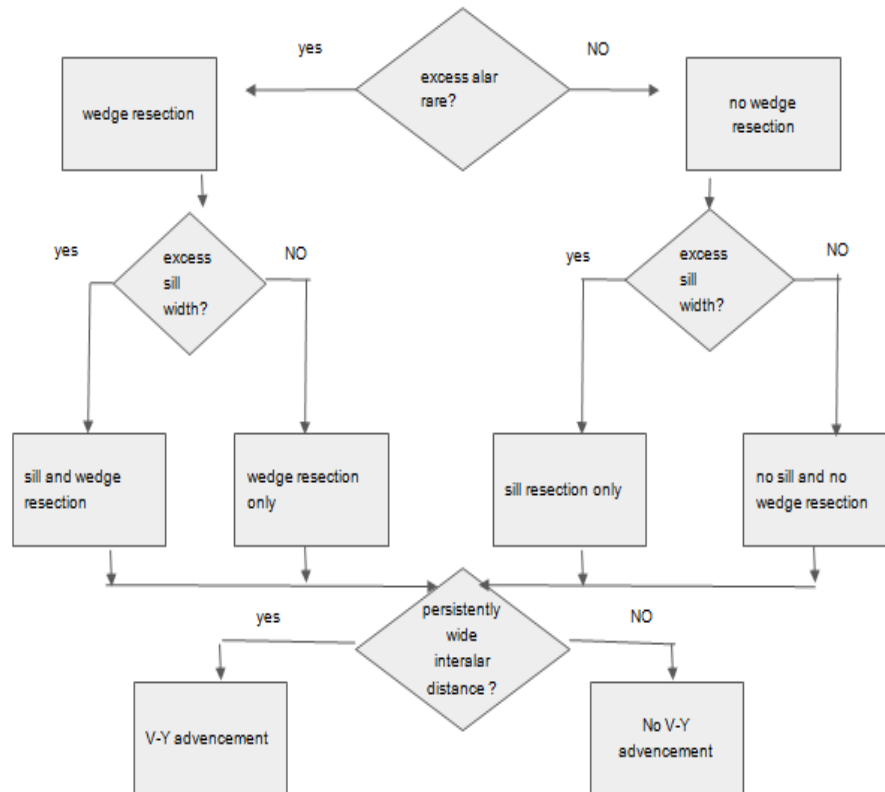 yes
NO
excess alar
rare?
wedge resection
no wedge
resection
yes
excess
sill
width?
NO
yes
excess
sill
width?
NO
sill and wedge
resection
wedge resection
only
sill resection only
no sill and no
wedge resection
yes
persistently
wide
interalar
distance ?
NO
V-Y advencement
No V-Y
advencement